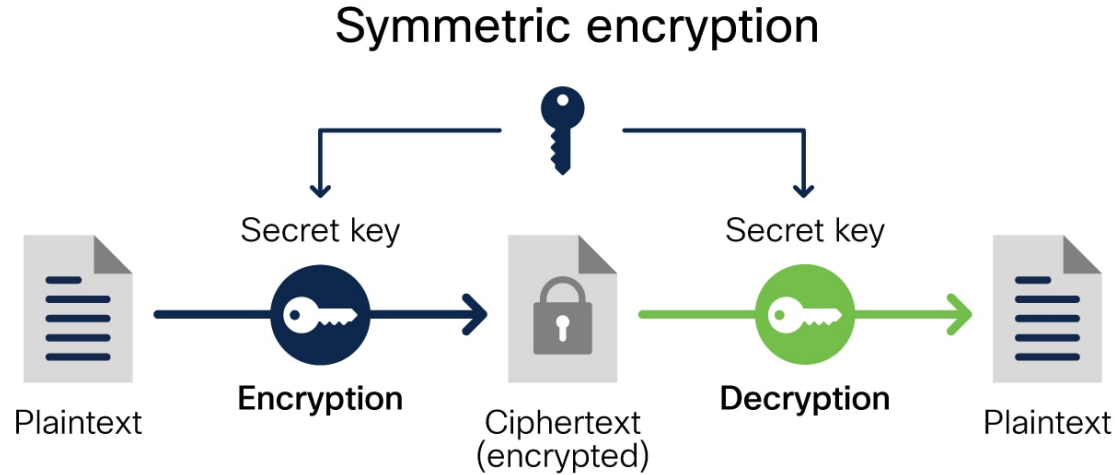 Symmetric encryption
Secret key
Secret key
Encryption
Decryption
Plaintext
Ciphertext
(encrypted)
Plaintext